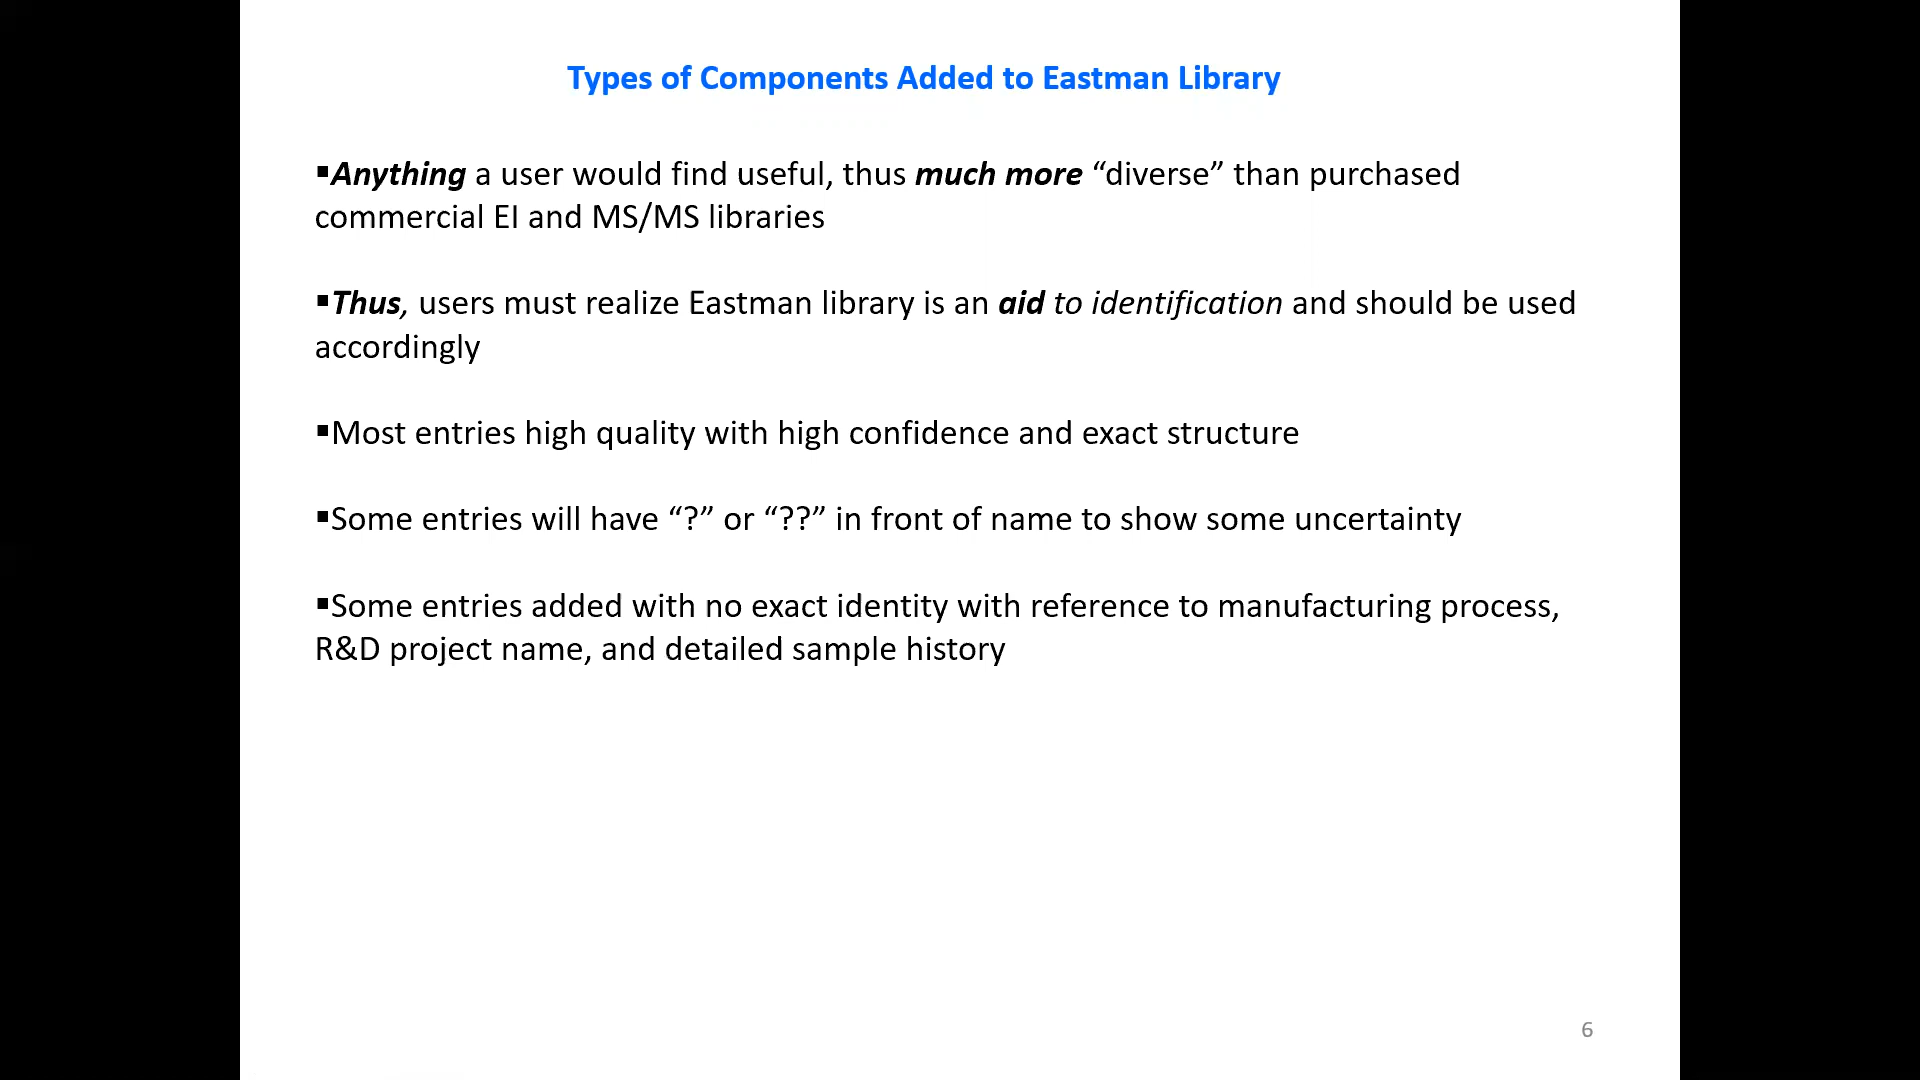 Types of Components Added to Eastman Library
▪Anything a user would find useful, thus much more “diverse” than purchased
commercial EI and MS/MS libraries
▪Thus, users must realize Eastman library is an aid to identification and should be used
accordingly
▪Most entries high quality with high confidence and exact structure
▪Some entries will have “?” or “??” in front of name to show some uncertainty
▪Some entries added with no exact identity with reference to manufacturing process,
R&D project name, and detailed sample history
6